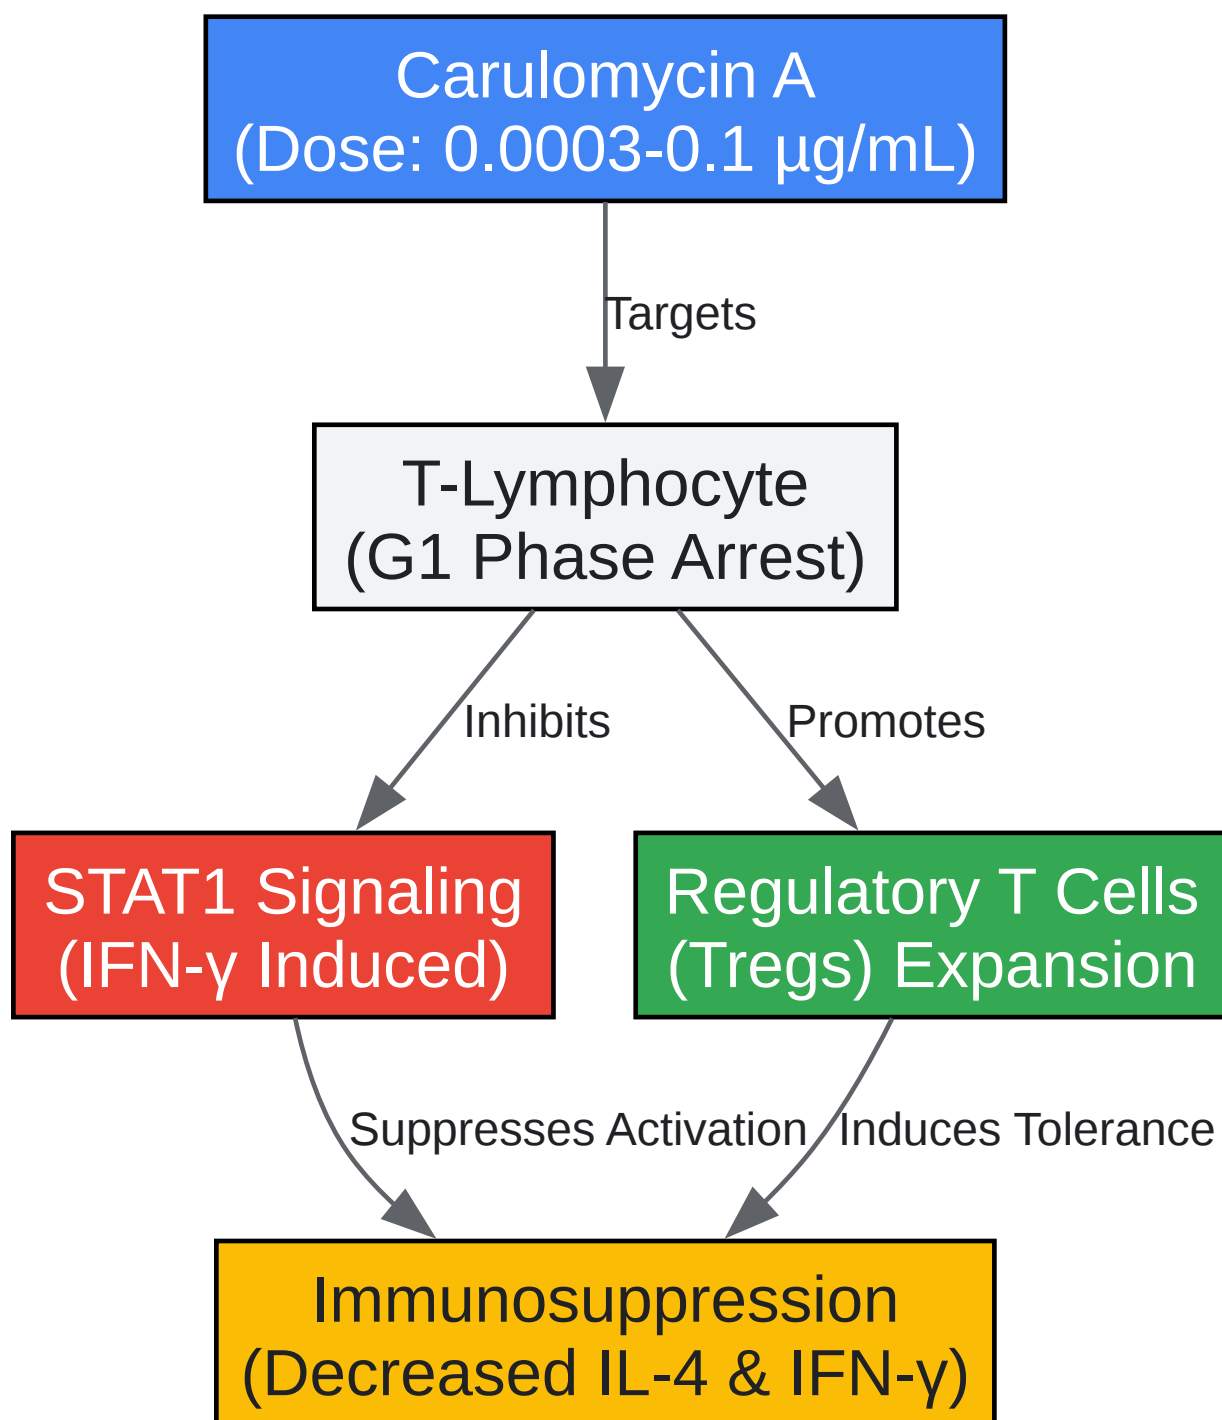 Carulomycin A
(Dose: 0.0003-0.1 µg/mL)
Targets
T-Lymphocyte
(G1 Phase Arrest)
Inhibits
Promotes
STAT1 Signaling
(IFN-γ Induced)
Regulatory T Cells
(Tregs) Expansion
Suppresses Activation
Induces Tolerance
Immunosuppression
(Decreased IL-4 & IFN-γ)